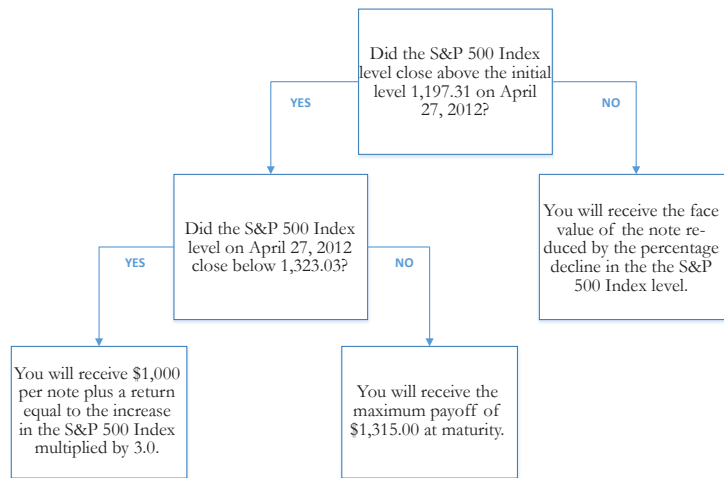 Did the S&P 500 Index
level close above the initial
level 1,197.31 on April
27, 2012?
YES
NO
Did the S&P 500 Index
level on April 27, 2012
close below 1,323.03?
You will receive the face
value of the note re-
duced by the percentage
decline in the the S&P
500 Index level.
YES
NO
You will receive $1,000
per note plus a return
equal to the increase
in the S&P 500 Index
multiplied by 3.0.
You will receive the
maximum payoff of
$1,315.00 at maturity.